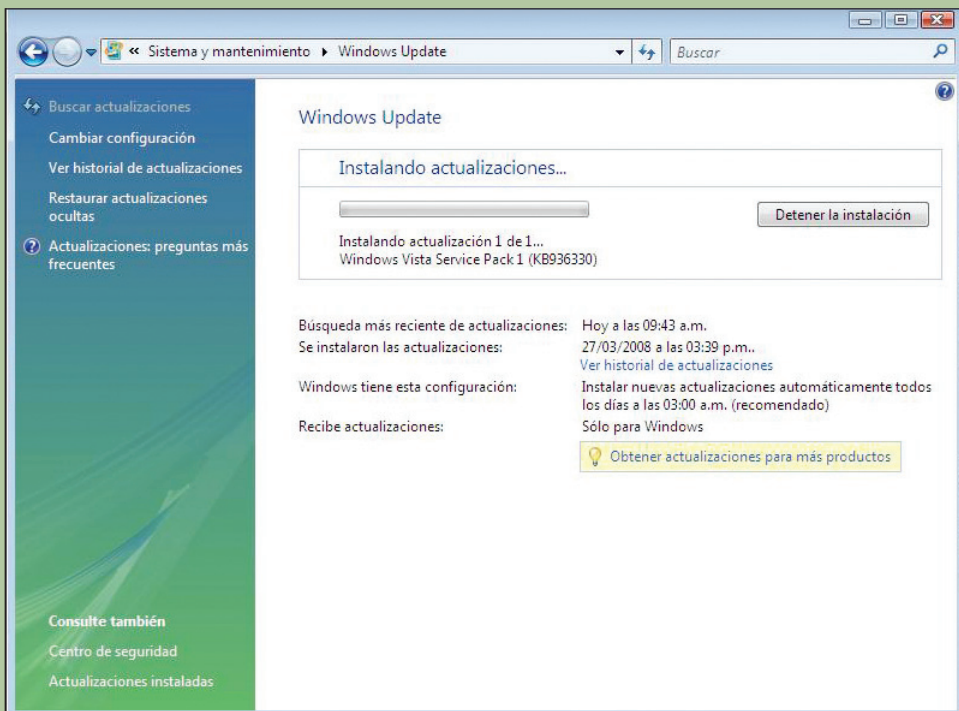 « Sistema y mantenimiento ▸ Windows Update
Buscar
Buscar actualizaciones
Cambiar configuración
Ver historial de actualizaciones
Restaurar actualizaciones
ocultas
Actualizaciones: preguntas más
frecuentes
Consulte también
Centro de seguridad
Actualizaciones instaladas
Windows Update
Instalando actualizaciones...
Detener la instalación
Instalando actualización 1 de 1...
Windows Vista Service Pack 1 (KB936330)
Búsqueda más reciente de actualizaciones: Hoy a las 09:43 a.m.
Se instalaron las actualizaciones: 27/03/2008 a las 03:39 p.m..
Ver historial de actualizaciones
Windows tiene esta configuración: Instalar nuevas actualizaciones automáticamente todos
los días a las 03:00 a.m. (recomendado)
Recibe actualizaciones: Sólo para Windows
Obtener actualizaciones para más productos